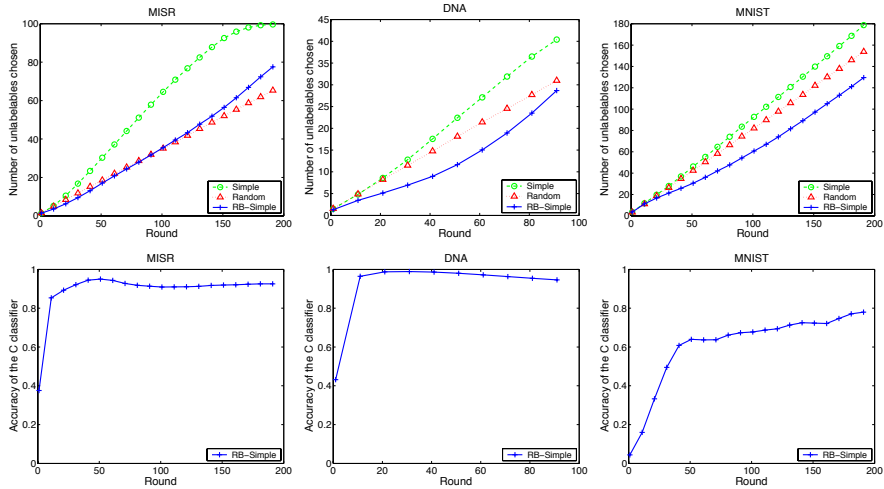 MISR
Number of unlabelables chosen
100
80
60
40
20
0
0 50 100 150 200
Round
Simple
Random
RB-Simple
DNA
Number of unlabelables chosen
45
40
35
30
25
20
15
10
5
0
0 20 40 60 80 100
Round
Simple
Random
RB-Simple
MNIST
Number of unlabelables chosen
180
160
140
120
100
80
60
40
20
0
0 50 100 150 200
Round
Simple
Random
RB-Simple
MISR
Accuracy of the C classifier
1
0.8
0.6
0.4
0.2
0
0 50 100 150 200
Round
RB-Simple
DNA
Accuracy of the C classifier
1
0.8
0.6
0.4
0.2
0
0 20 40 60 80 100
Round
RB-Simple
MNIST
Accuracy of the C classifier
1
0.8
0.6
0.4
0.2
0
0 50 100 150 200
Round
RB-Simple